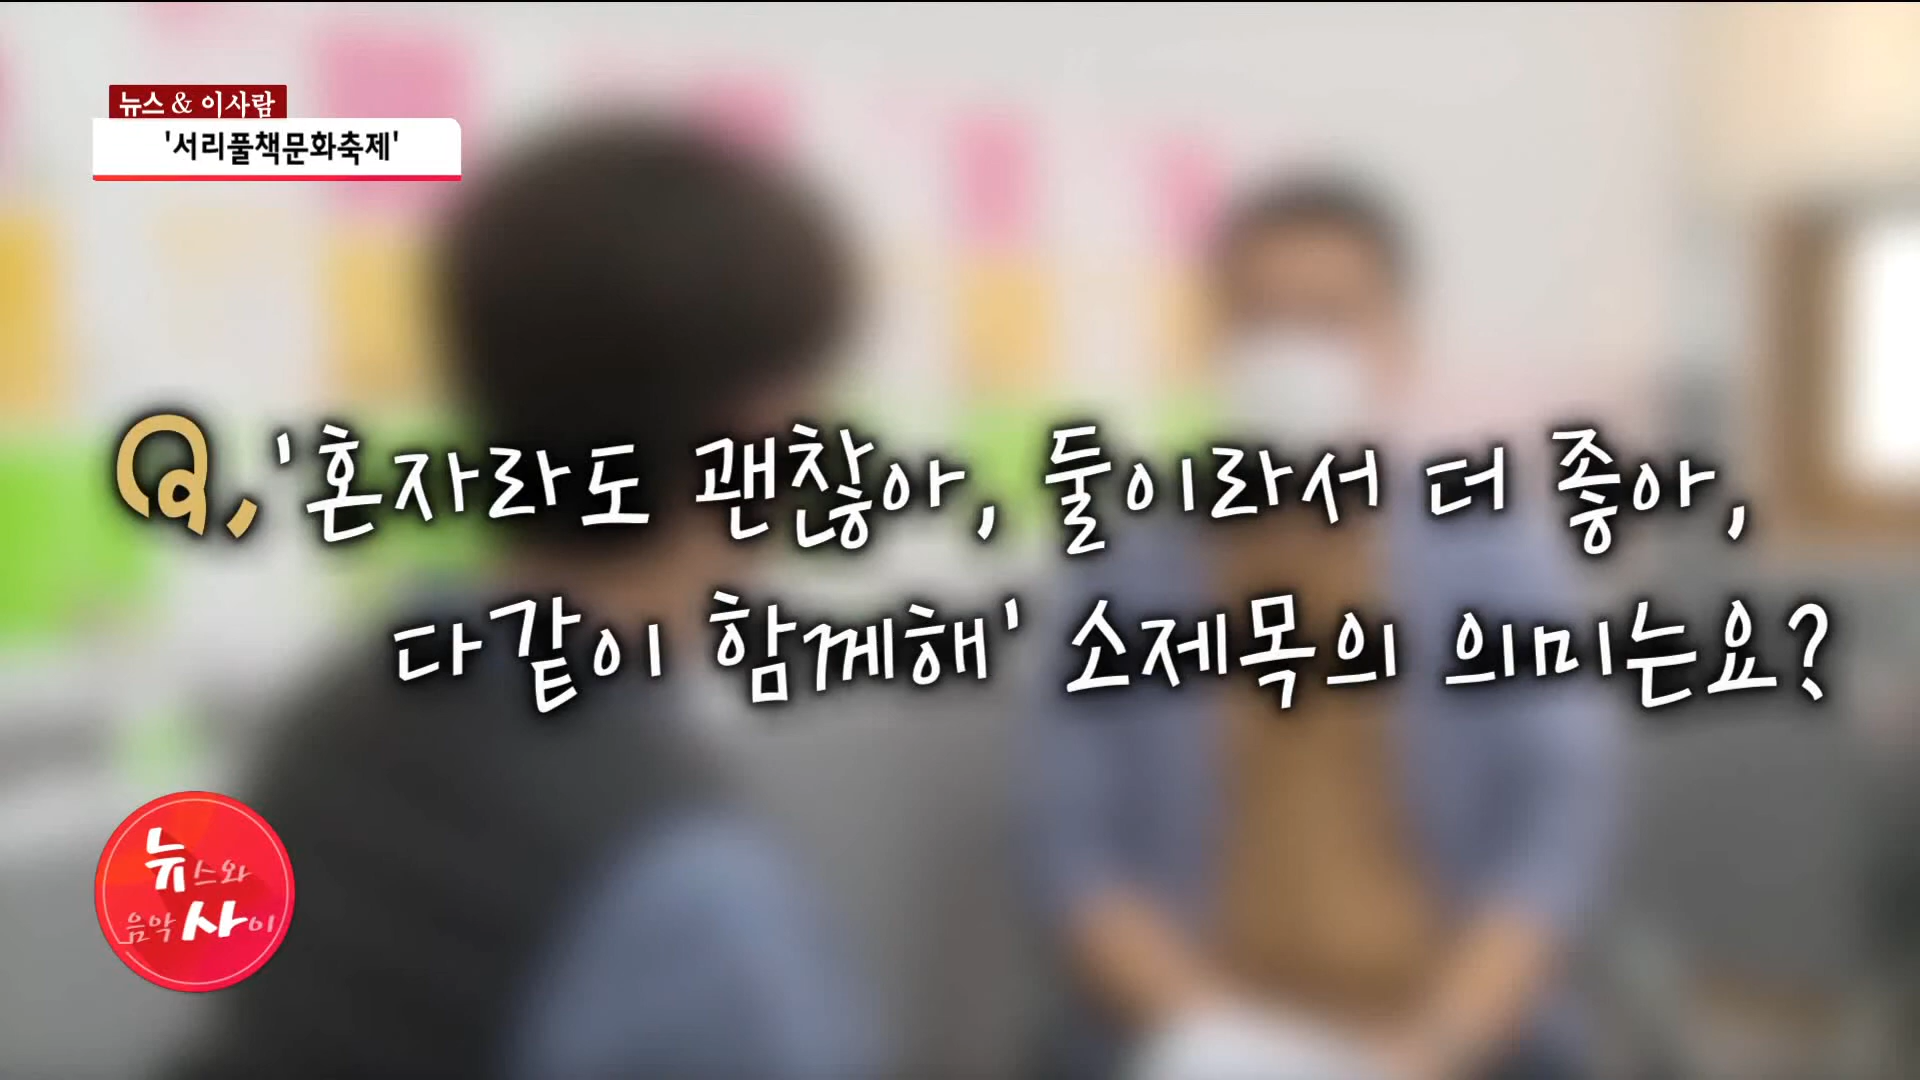 뉴스 & 이사람
'서리풀책문화축제'
Q, '혼자라도 괜찮아, 둘이라서 더 좋아,
다같이 함께해' 소제목의 의미는요?
뉴스와
음악사이